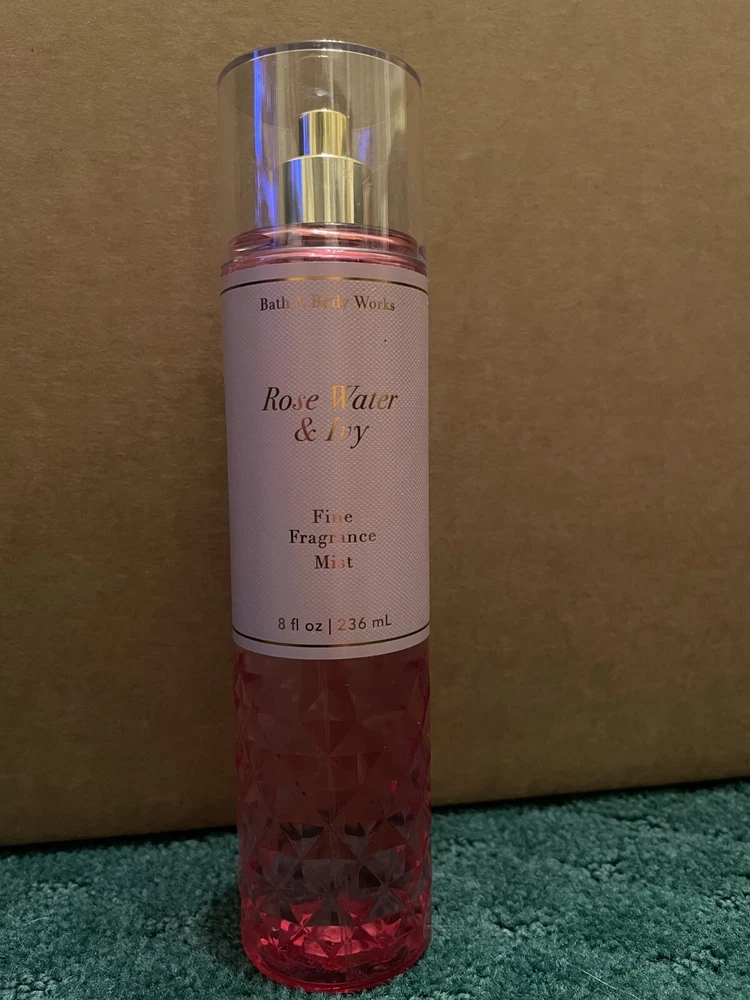 Bath & Body Works
Rose Water
& Ivy
Fine
Fragrance
Mist
8 fl oz | 236 mL